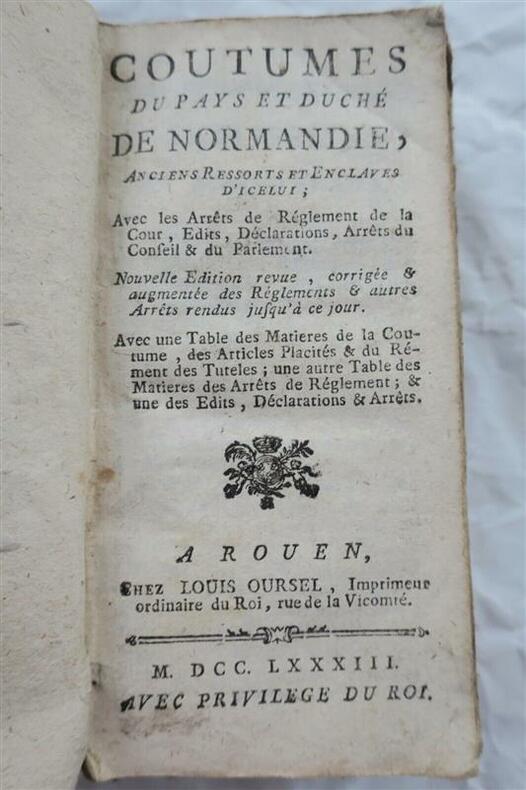 COUTUMES
DU PAYS ET DUCHÉ
DE NORMANDIE,
ANCIENS RESSORTS ET ENCLAVES
D'ICELUI;
Avec les Arrêts de Réglement de la
Cour, Edits, Déclarations, Arrêts du
Conſeil & du Parlement.
Nouvelle Edition revue, corrigée &
augmentée des Réglements & autres
Arrêts rendus juſqu'à ce jour.
Avec une Table des Matieres de la Cou-
tume, des Articles Placités & du Ré-
ment des Tuteles; une autre Table des
Matieres des Arrêts de Réglement; &
une des Edits, Déclarations & Arrêts.
A ROUEN,
CHEZ LOUIS OURSEL, Imprimeur
ordinaire du Roi, rue de la Vicomté.
M. DCC. LXXXIII.
AVEC PRIVILEGE DU ROI.